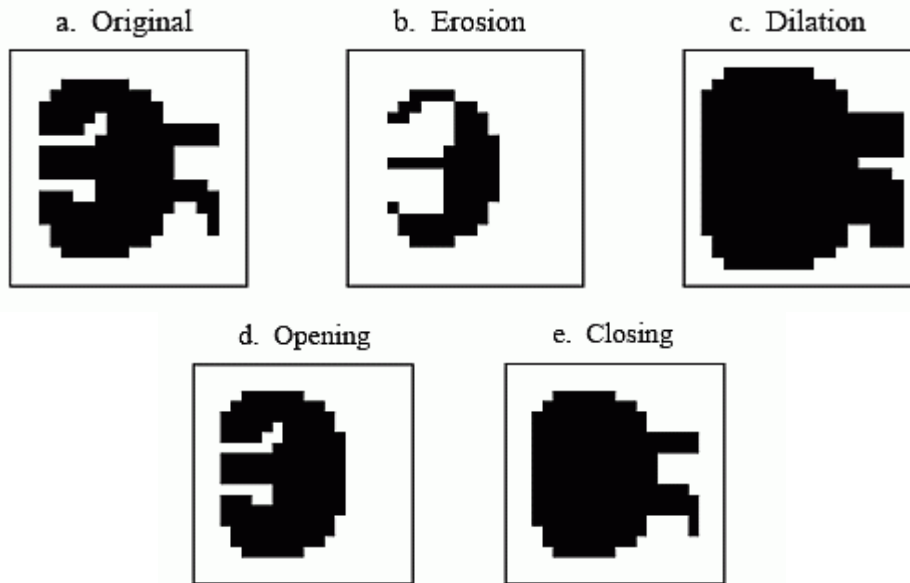 a. Original
b. Erosion
c. Dilation
d. Opening
e. Closing